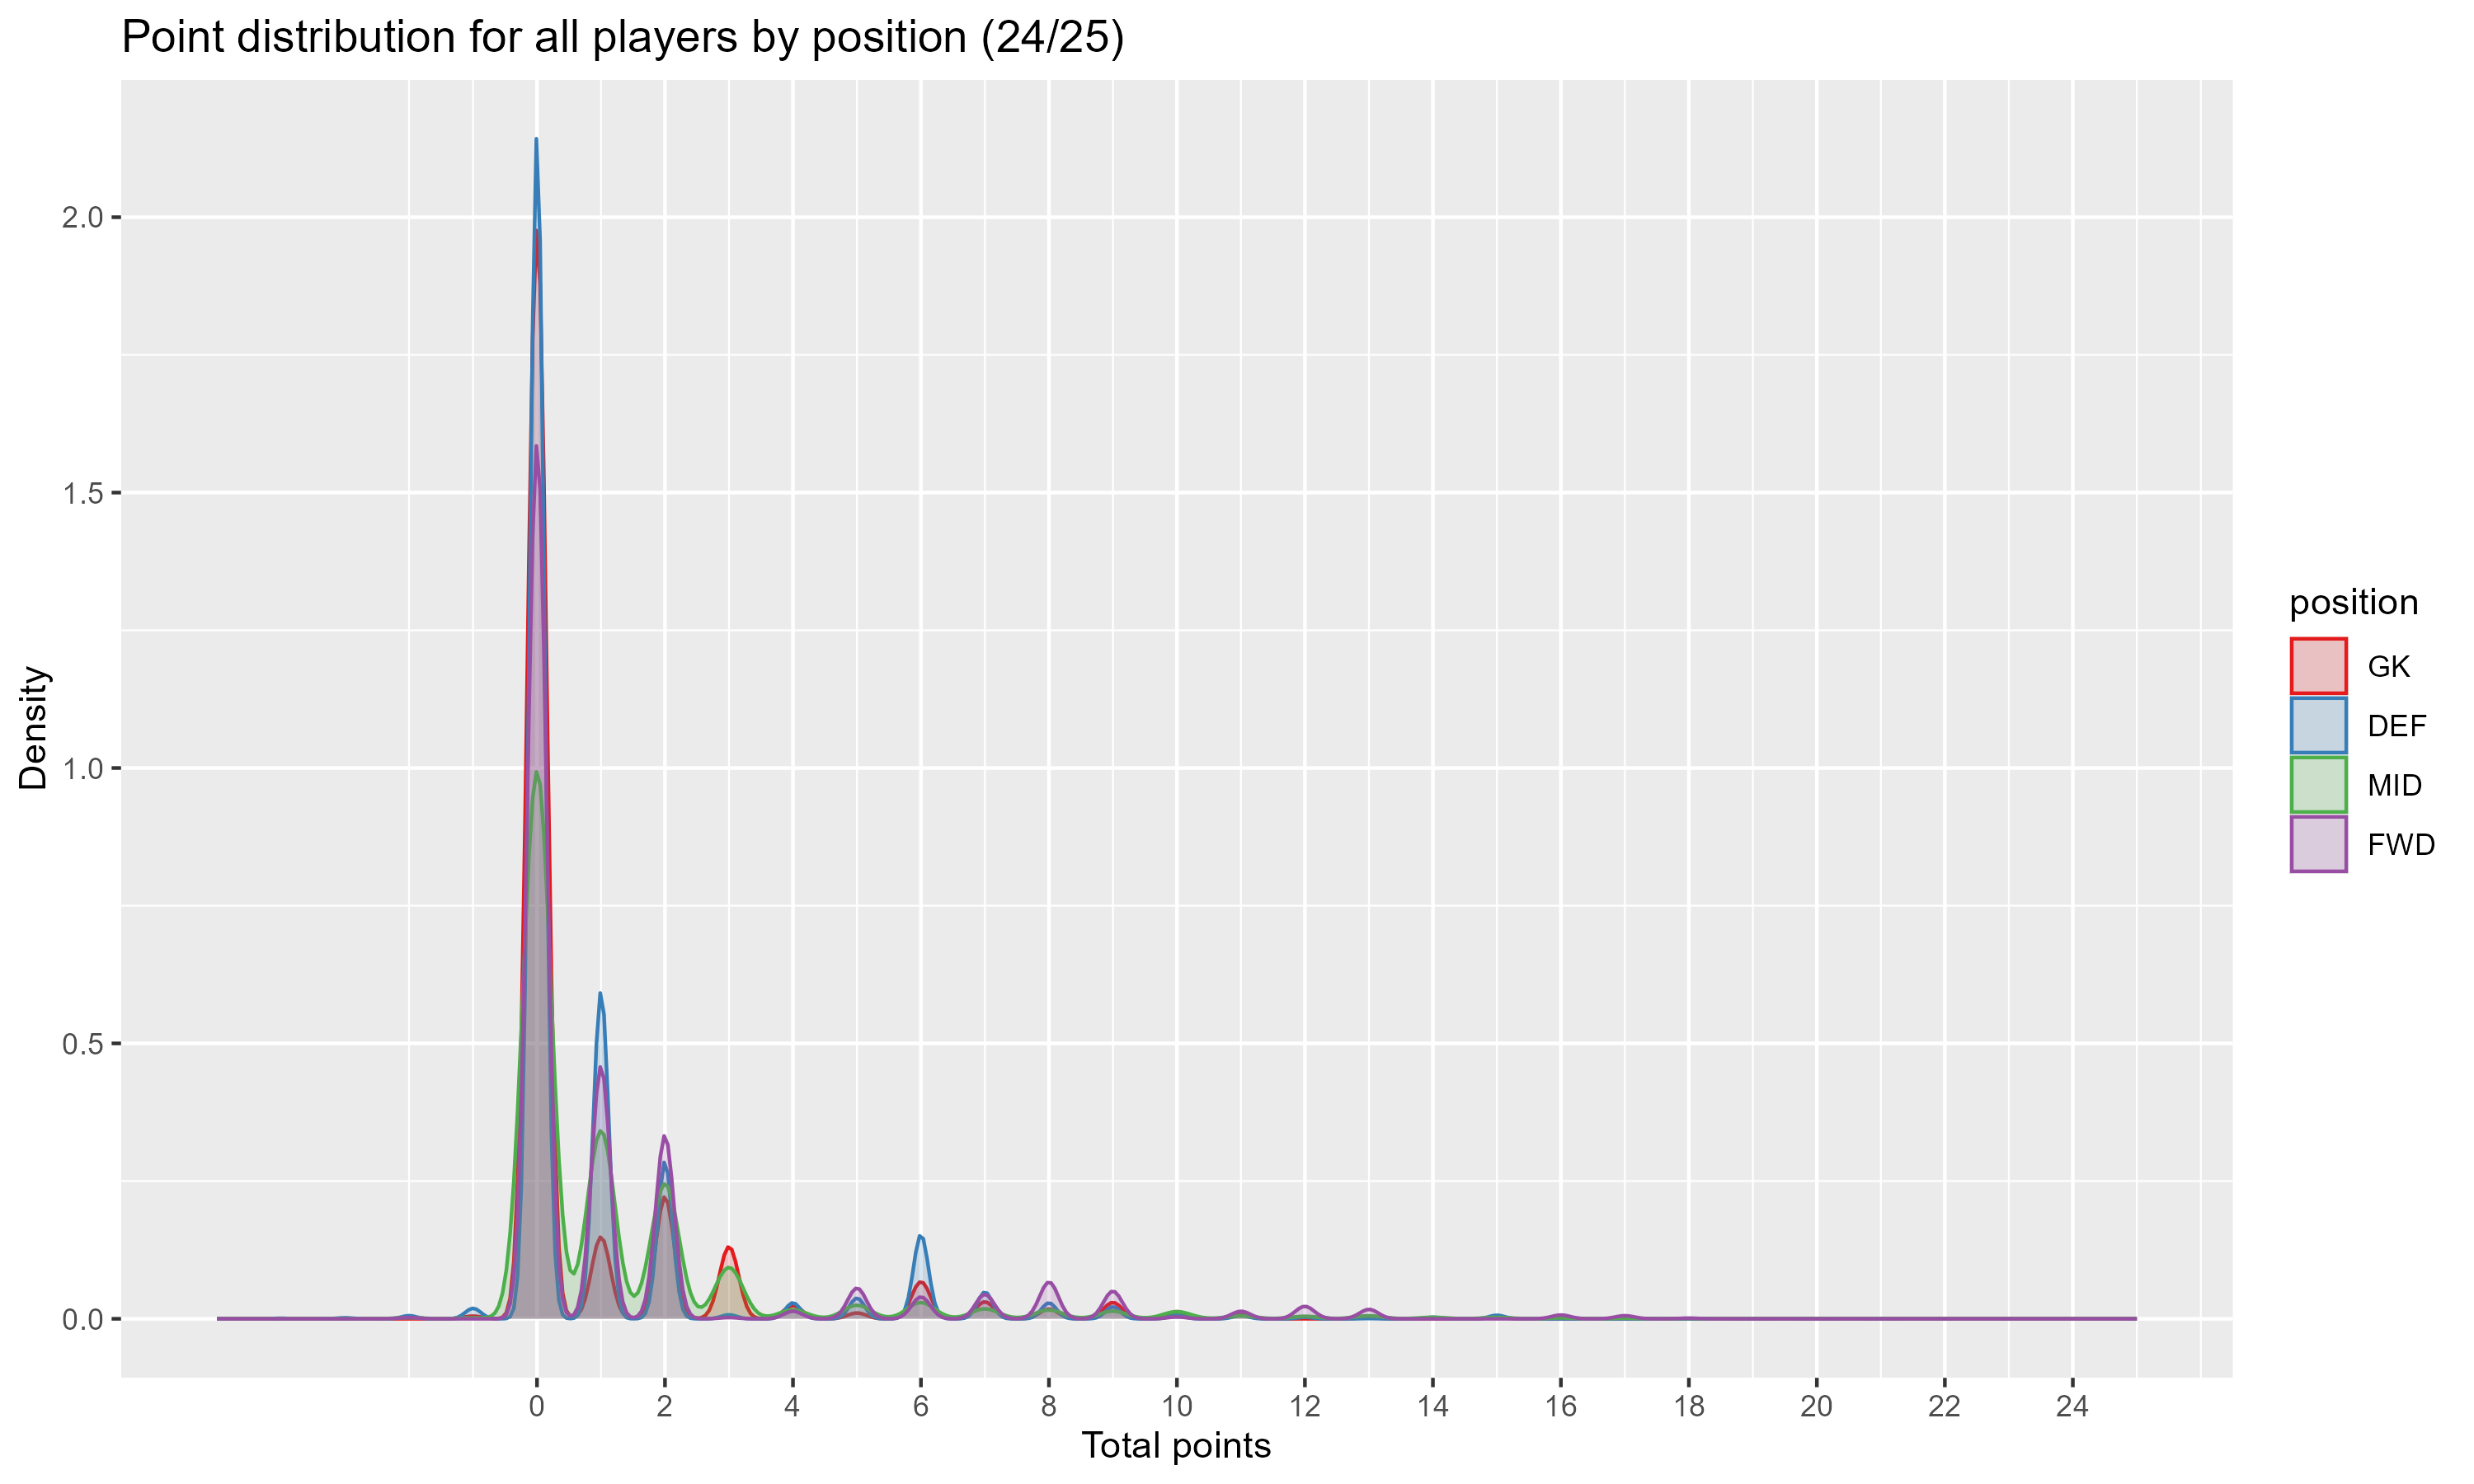 Point distribution for all players by position (24/25)
Density
2.0
1.5
1.0
0.5
0.0
0 2 4 6 8 10 12 14 16 18 20 22 24
Total points
position
GK
DEF
MID
FWD